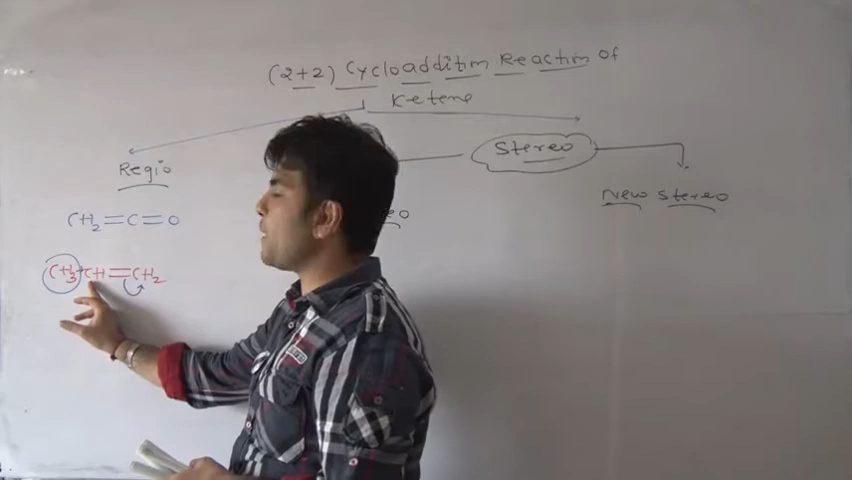 (2+2) Cycloaddition Reaction of
Ketene
Regio
Stereo
New Stereo
CH2=C=O
CH3-CH=CH2